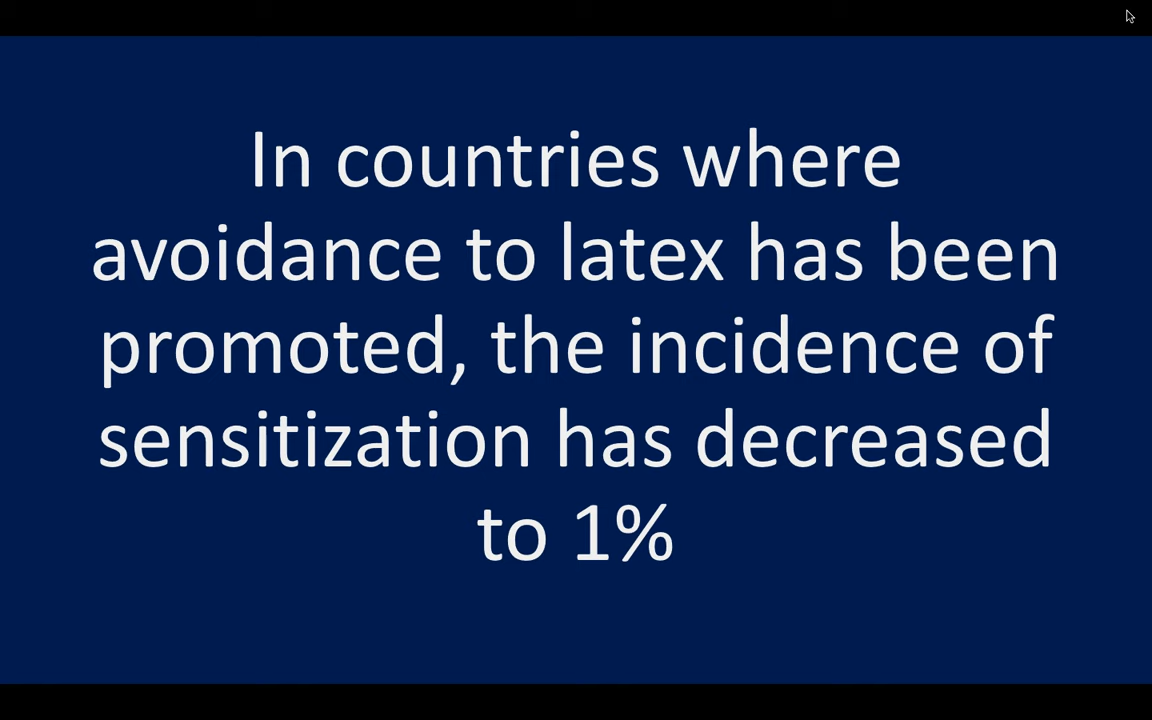 In countries where
avoidance to latex has been
promoted, the incidence of
sensitization has decreased
to 1%